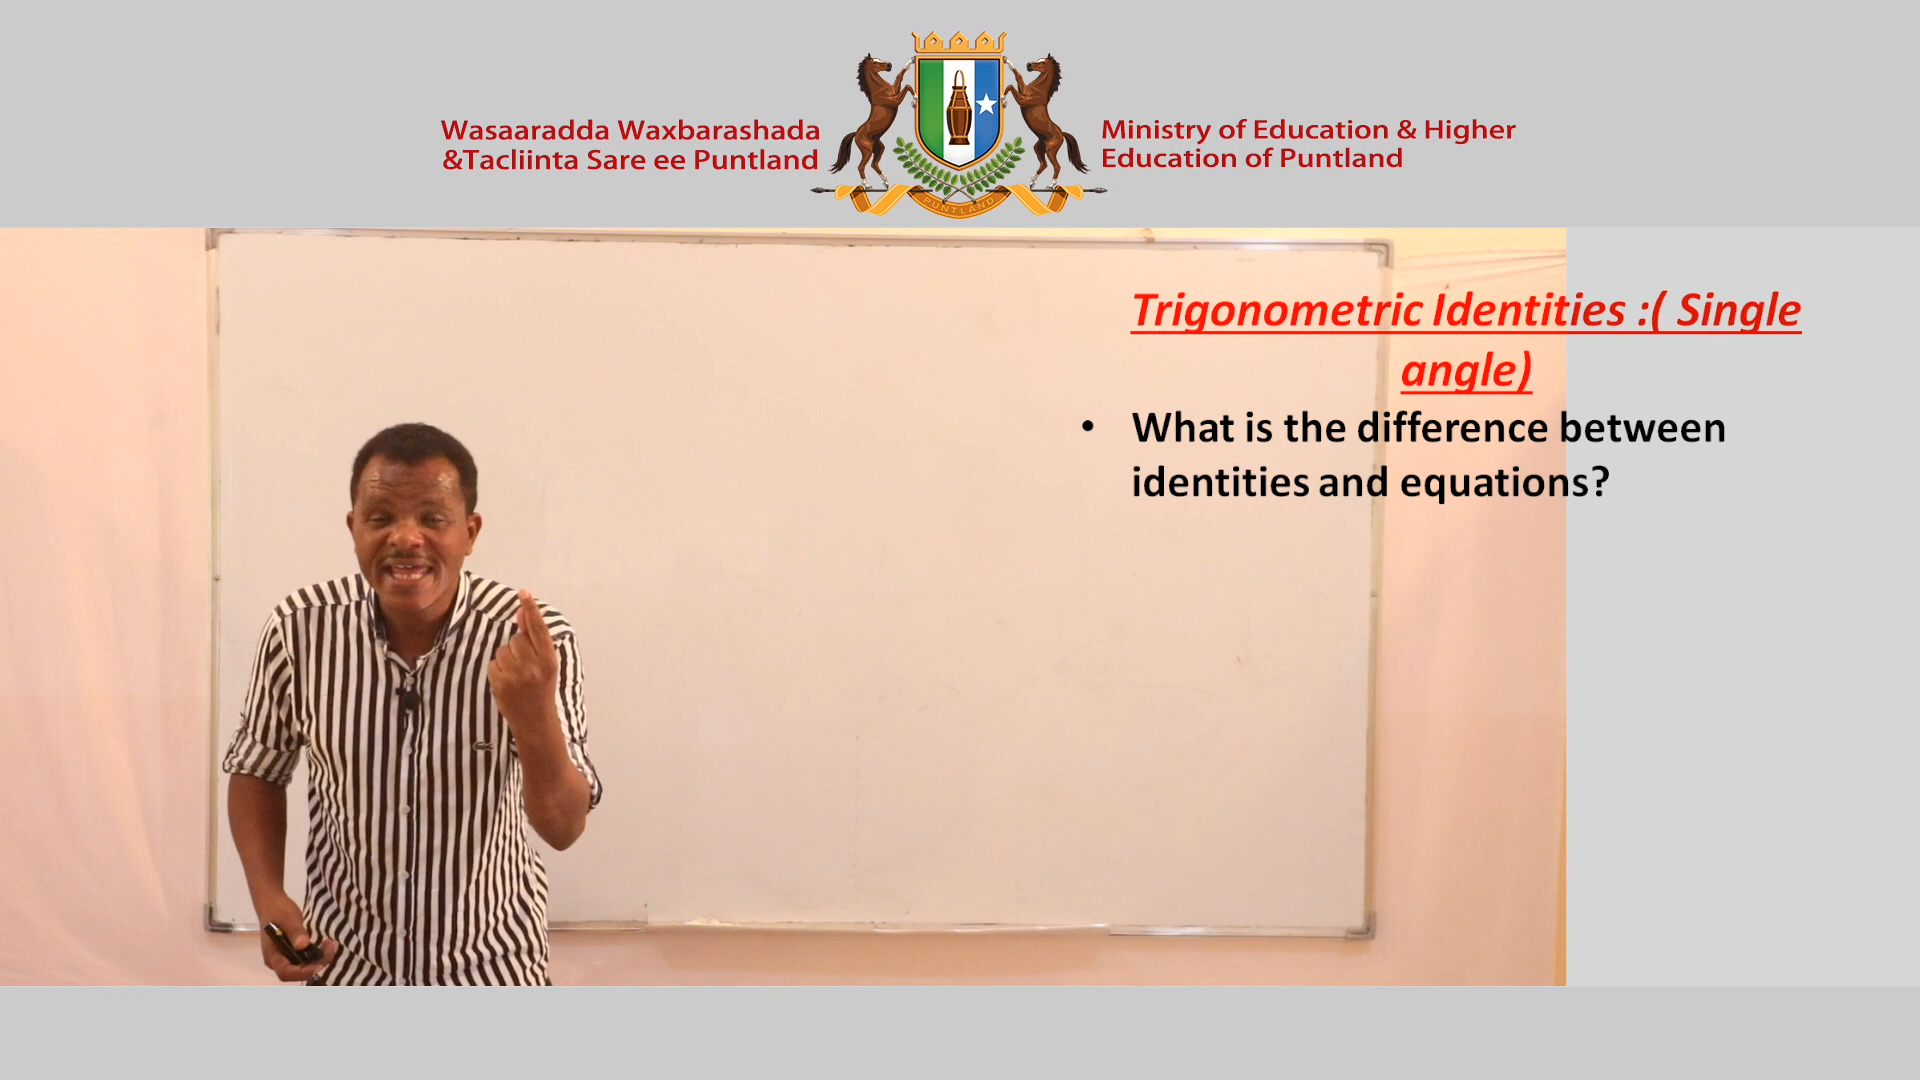 Wasaaradda Waxbarashada
&Tacliinta Sare ee Puntland
Ministry of Education & Higher
Education of Puntland
PUNTLAND
Trigonometric Identities :( Single
angle)
• What is the difference between
identities and equations?